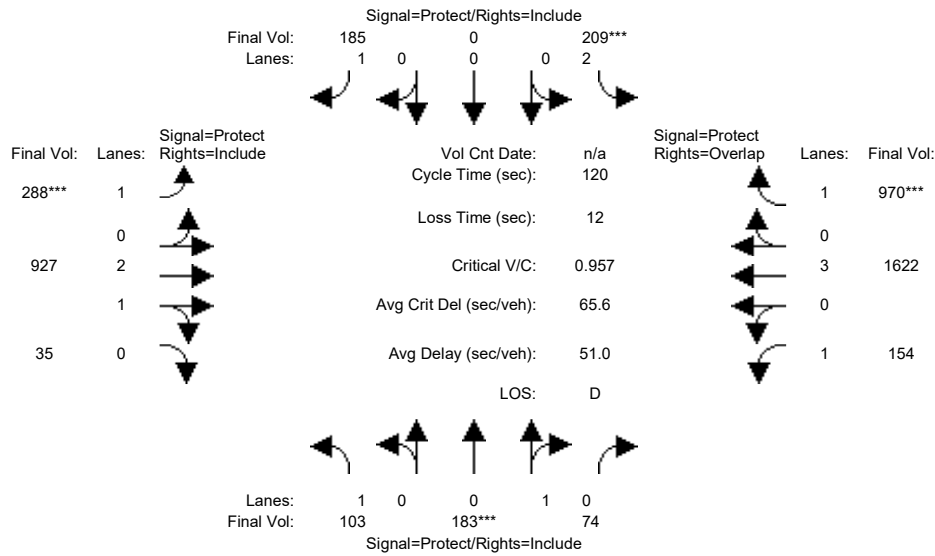 Signal=Protect/Rights=Include
Final Vol: 185 0 209***
Lanes: 1 0 0 0 2
Signal=Protect Signal=Protect
Final Vol: Lanes: Rights=Include Vol Cnt Date: n/a Rights=Overlap Lanes: Final Vol:
Cycle Time (sec): 120
288*** 1 1 970***
Loss Time (sec): 12
0 0
927 2 Critical V/C: 0.957 3 1622
1 Avg Crit Del (sec/veh): 65.6 0
35 0 Avg Delay (sec/veh): 51.0 1 154
LOS: D
Lanes: 1 0 0 1 0
Final Vol: 103 183*** 74
Signal=Protect/Rights=Include